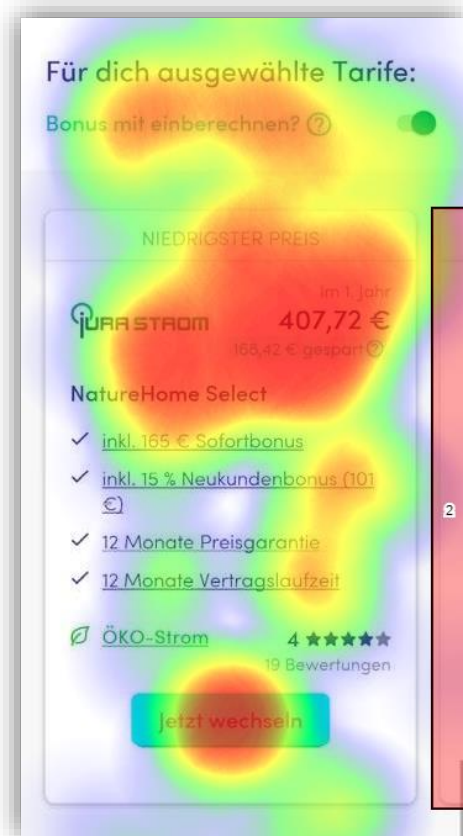 Für dich ausgewählte Tarife:
Bonus mit einberechnen? ?
NIEDRIGSTER PREIS
im 1. Jahr
JURA STROM 407,72 €
168,42 € gespart ?
NatureHome Select
inkl. 165 € Sofortbonus
inkl. 15 % Neukundenbonus (101
€)
12 Monate Preisgarantie
12 Monate Vertragslaufzeit
ÖKO-Strom 4 ★★★★★
19 Bewertungen
Jetzt wechseln
2